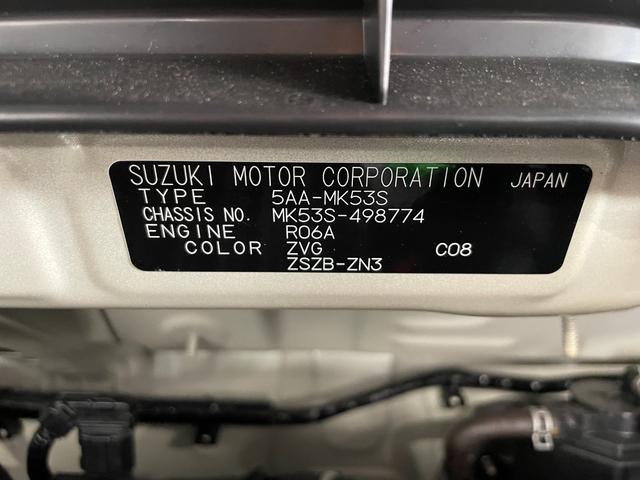 SUZUKI MOTOR CORPORATION JAPAN
TYPE 5AA-MK53S
CHASSIS NO. MK53S-498774
ENGINE R06A
COLOR ZVG C08
ZSZB-ZN3